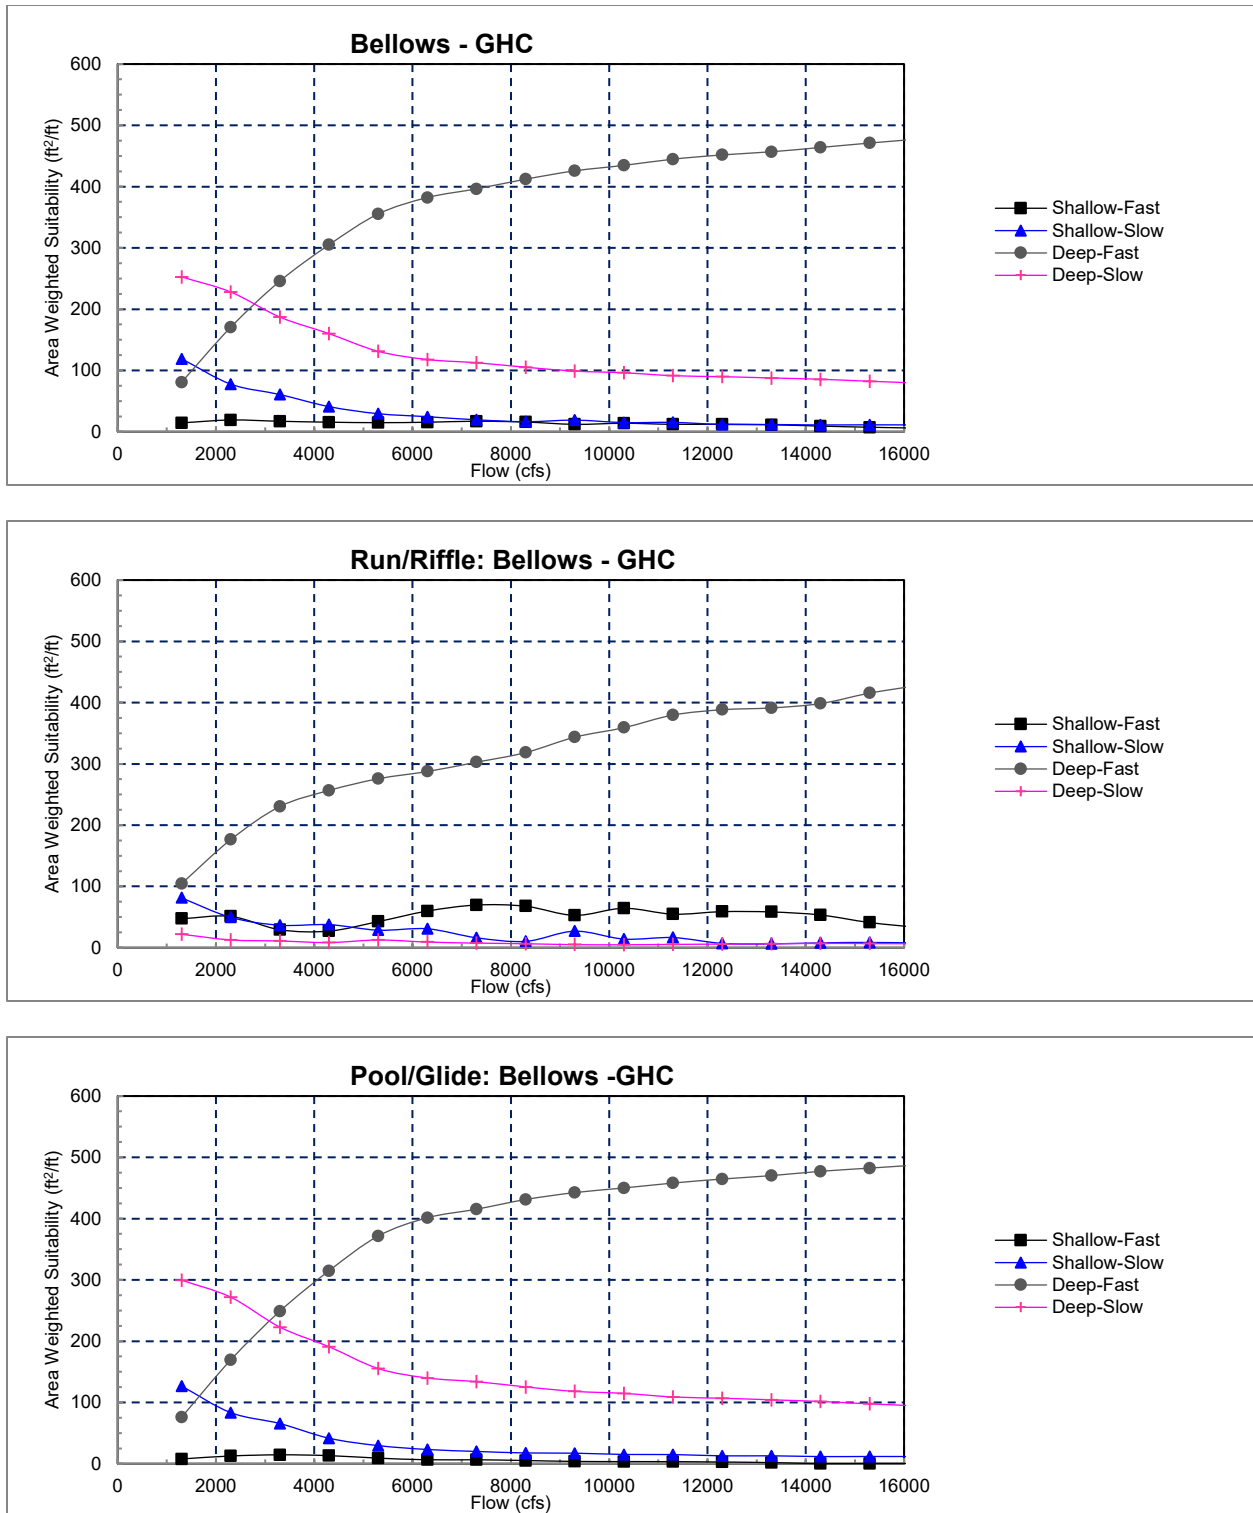 Bellows - GHC
600
500
400
300
200
100
0
Area Weighted Suitability (ft²/ft)
0 2000 4000 6000 8000 10000 12000 14000 16000
Flow (cfs)
Shallow-Fast
Shallow-Slow
Deep-Fast
Deep-Slow
Run/Riffle: Bellows - GHC
600
500
400
300
200
100
0
Area Weighted Suitability (ft²/ft)
0 2000 4000 6000 8000 10000 12000 14000 16000
Flow (cfs)
Shallow-Fast
Shallow-Slow
Deep-Fast
Deep-Slow
Pool/Glide: Bellows -GHC
600
500
400
300
200
100
0
Area Weighted Suitability (ft²/ft)
0 2000 4000 6000 8000 10000 12000 14000 16000
Flow (cfs)
Shallow-Fast
Shallow-Slow
Deep-Fast
Deep-Slow